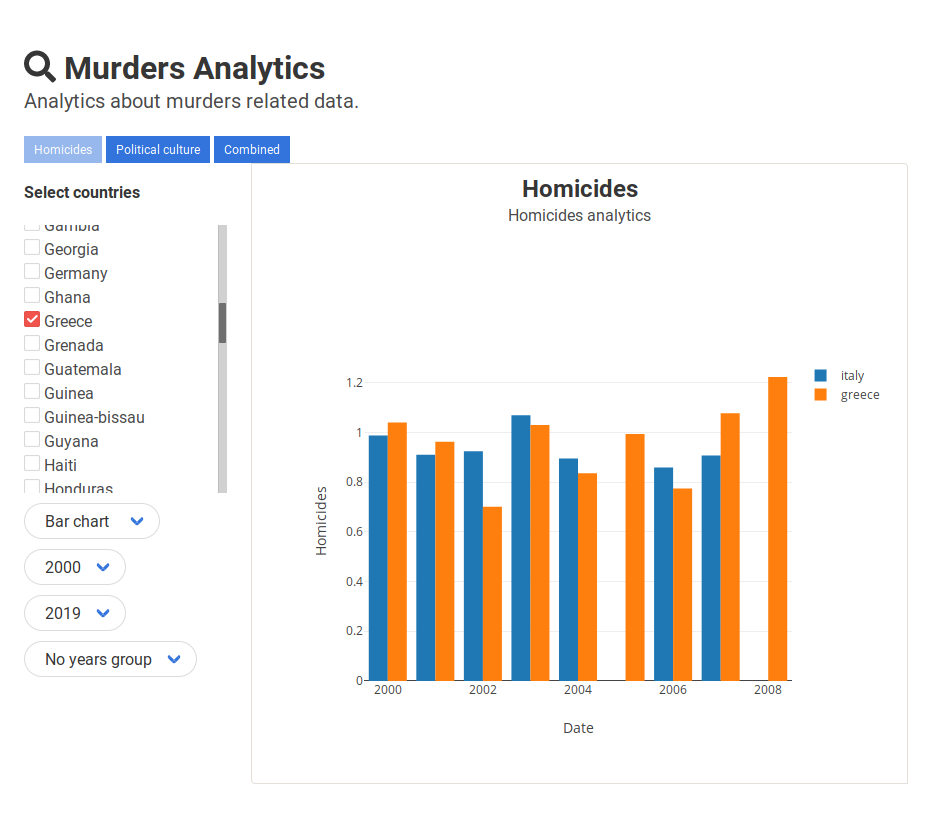 Murders Analytics
Analytics about murders related data.
Homicides Political culture Combined
Select countries
Gambia
Georgia
Germany
Ghana
Greece
Grenada
Guatemala
Guinea
Guinea-bissau
Guyana
Haiti
Honduras
Bar chart
2000
2019
No years group
Homicides
Homicides analytics
1.2
1
0.8
0.6
0.4
0.2
0
Homicides
2000 2002 2004 2006 2008
Date
italy
greece